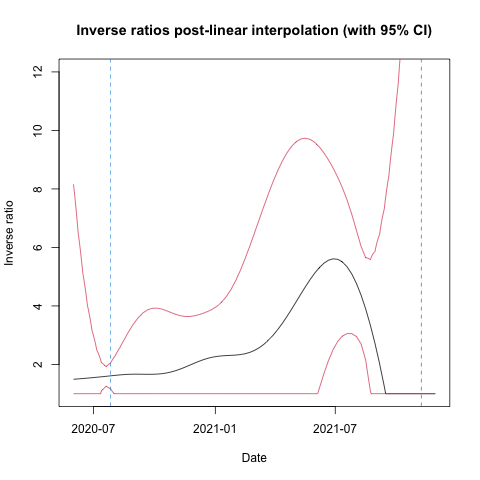 Inverse ratios post-linear interpolation (with 95% CI)
12
10
8
6
4
2
Inverse ratio
2020-07 2021-01 2021-07
Date